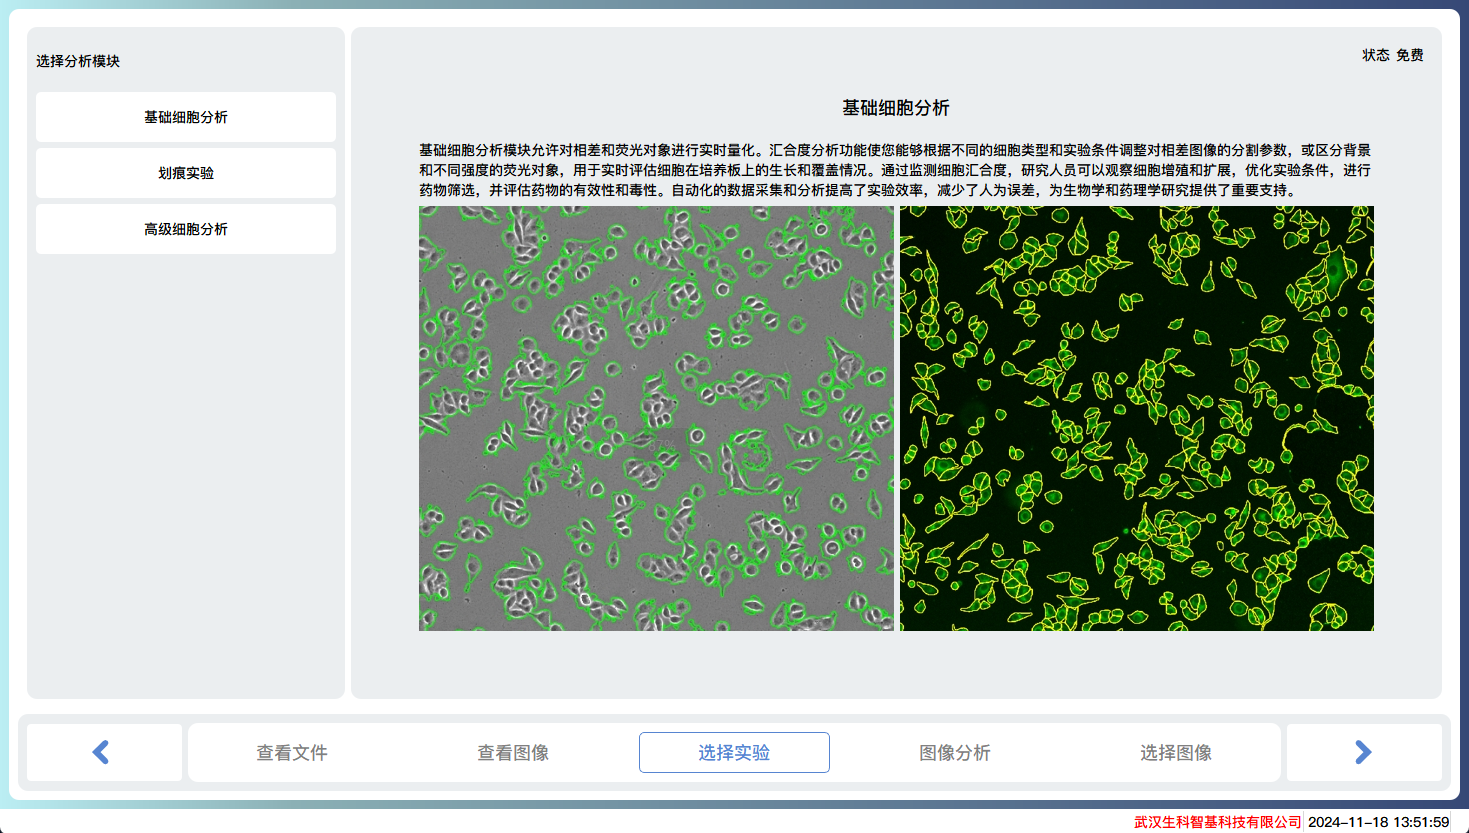 选择分析模块
基础细胞分析
划痕实验
高级细胞分析
状态 免费
基础细胞分析
基础细胞分析模块允许对相差和荧光对象进行实时量化。汇合度分析功能使您能够根据不同的细胞类型和实验条件调整对相差图像的分割参数，或区分背景
和不同强度的荧光对象，用于实时评估细胞在培养板上的生长和覆盖情况。通过监测细胞汇合度，研究人员可以观察细胞增殖和扩展，优化实验条件，进行
药物筛选，并评估药物的有效性和毒性。自动化的数据采集和分析提高了实验效率，减少了人为误差，为生物学和药理学研究提供了重要支持。
查看文件
查看图像
选择实验
图像分析
选择图像
武汉生科智基科技有限公司 2024-11-18 13:51:59